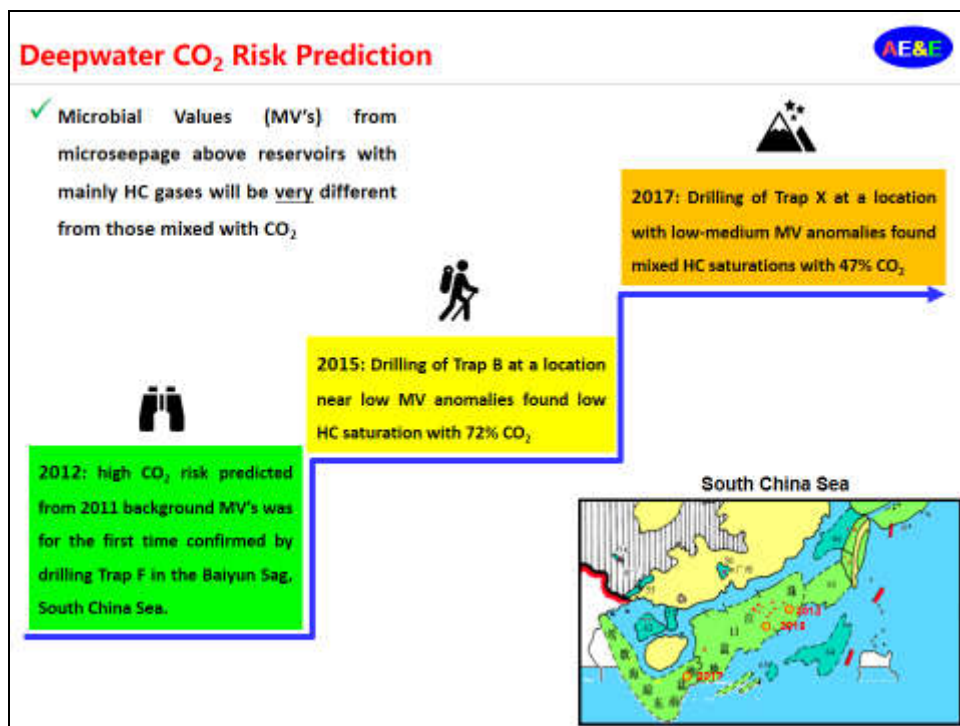 Deepwater CO₂ Risk Prediction
AE&E
✓ Microbial Values (MV's) from
microseepage above reservoirs with
mainly HC gases will be very different
from those mixed with CO₂
2017: Drilling of Trap X at a location
with low-medium MV anomalies found
mixed HC saturations with 47% CO₂
2015: Drilling of Trap B at a location
near low MV anomalies found low
HC saturation with 72% CO₂
2012: high CO₂ risk predicted
from 2011 background MV's was
for the first time confirmed by
drilling Trap F in the Baiyun Sag,
South China Sea.
South China Sea
2017